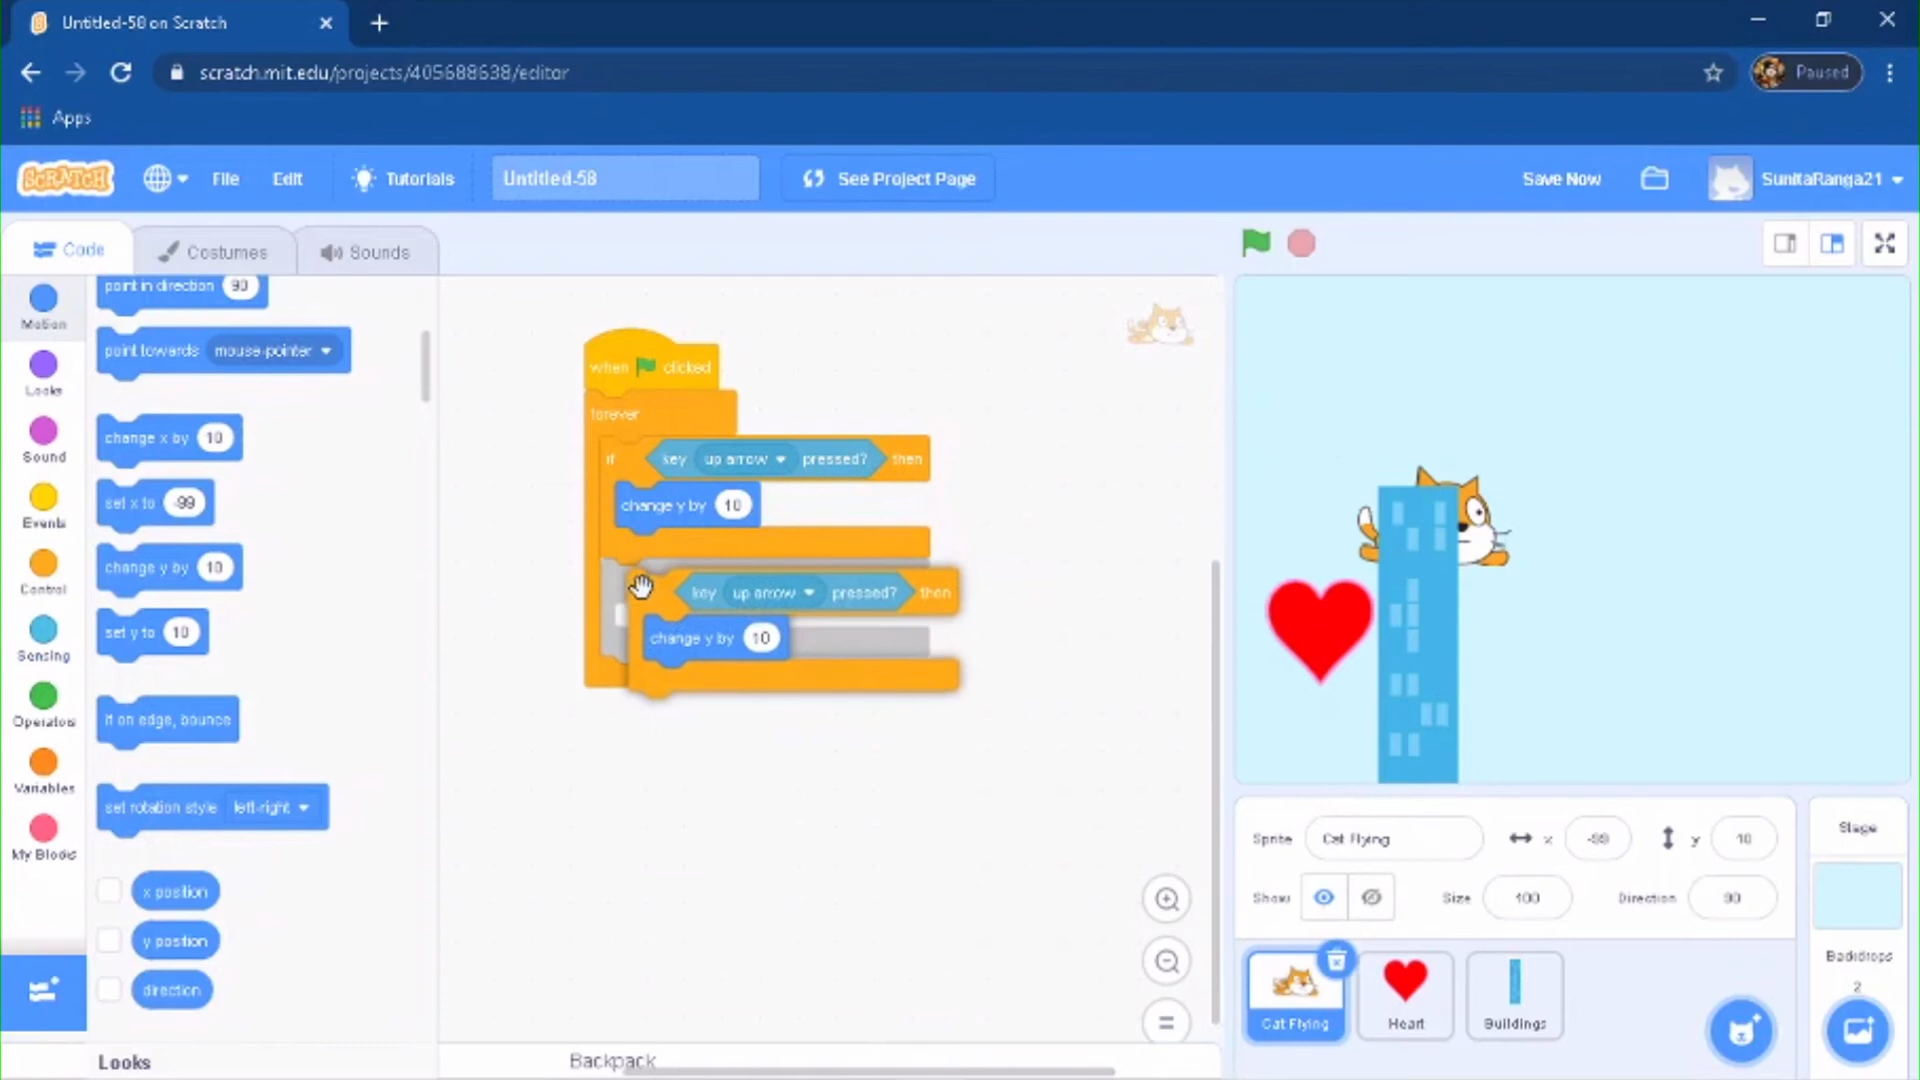 Untitled-58 on Scratch
scratch.mit.edu/projects/405688638/editor
Paused
Apps
SCRATCH
File
Edit
Tutorials
Untitled-58
See Project Page
Save Now
SunitaRanga21
Code
Costumes
Sounds
Motion
Looks
Sound
Events
Control
Sensing
Operators
Variables
My Blocks
point in direction 90
point towards mouse-pointer
change x by 10
set x to -99
change y by 10
set y to 10
if on edge, bounce
set rotation style left-right
x position
y position
direction
Looks
when clicked
forever
if key up arrow pressed? then
change y by 10
key up arrow pressed? then
change y by 10
Backpack
Sprite Cat Flying x -99 y 10
Show Size 100 Direction 90
Cat Flying
Heart
Buildings
Stage
Backdrops
2